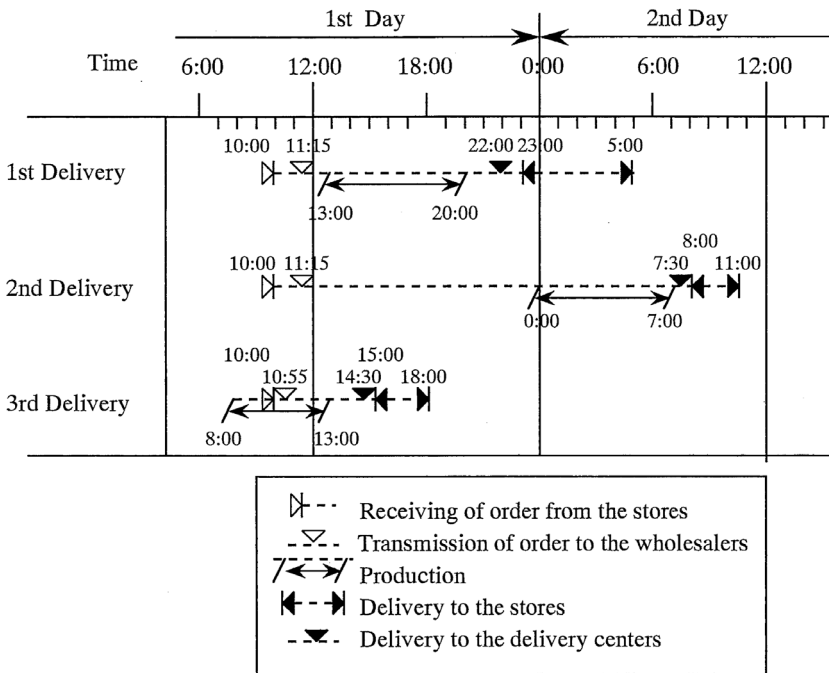 1st Day 2nd Day
Time 6:00 12:00 18:00 0:00 6:00 12:00
10:00 11:15 22:00 23:00 5:00
1st Delivery
13:00 20:00
8:00
10:00 11:15 7:30 11:00
2nd Delivery
0:00 7:00
10:00 15:00
10:55 14:30 18:00
3rd Delivery
8:00 13:00
Receiving of order from the stores
Transmission of order to the wholesalers
Production
Delivery to the stores
Delivery to the delivery centers